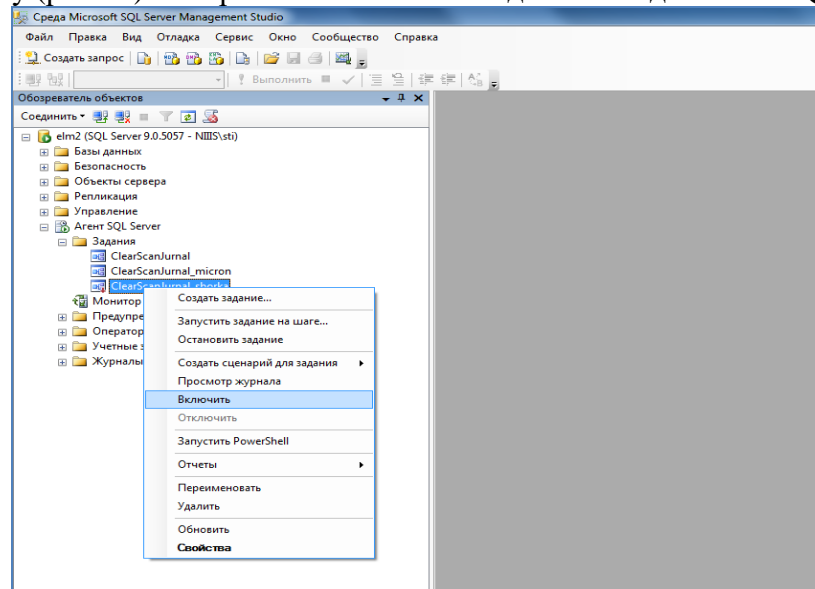 Среда Microsoft SQL Server Management Studio
Файл Правка Вид Отладка Сервис Окно Сообщество Справка
Создать запрос
Выполнить
Обозреватель объектов
Соединить
elm2 (SQL Server 9.0.5057 - NIIIS\sti)
Базы данных
Безопасность
Объекты сервера
Репликация
Управление
Агент SQL Server
Задания
ClearScanJurnal
ClearScanJurnal_micron
ClearScanJurnal_sborka
Монитор
Создать задание...
Предупре
Запустить задание на шаге...
Оператор
Остановить задание
Учетные з
Журналы
Создать сценарий для задания
Просмотр журнала
Включить
Отключить
Запустить PowerShell
Отчеты
Переименовать
Удалить
Обновить
Свойства